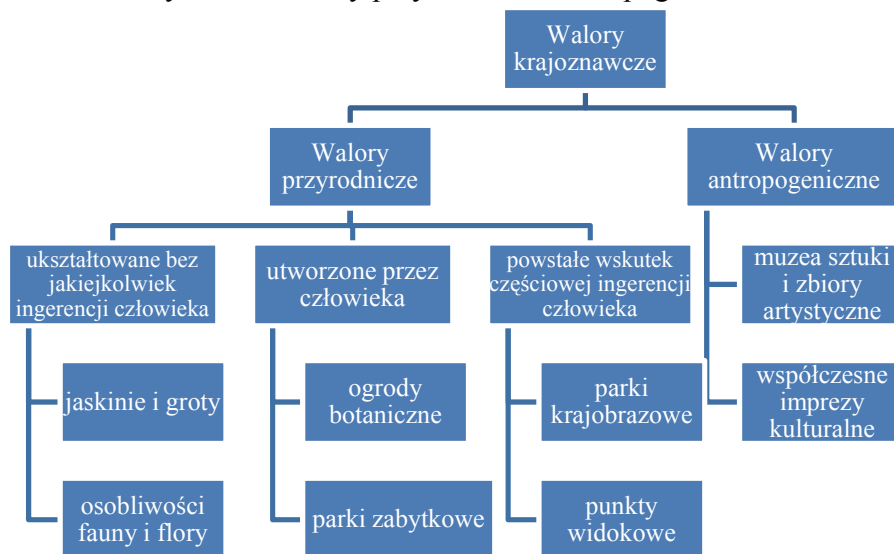 Walory
krajoznawcze
Walory
przyrodnicze
Walory
antropogeniczne
ukształtowane bez
jakiejkolwiek
ingerencji człowieka
utworzone przez
człowieka
powstałe wskutek
częściowej ingerencji
człowieka
muzea sztuki
i zbiory
artystyczne
jaskinie i groty
ogrody
botaniczne
parki
krajobrazowe
współczesne
imprezy
kulturalne
osobliwości
fauny i flory
parki zabytkowe
punkty
widokowe